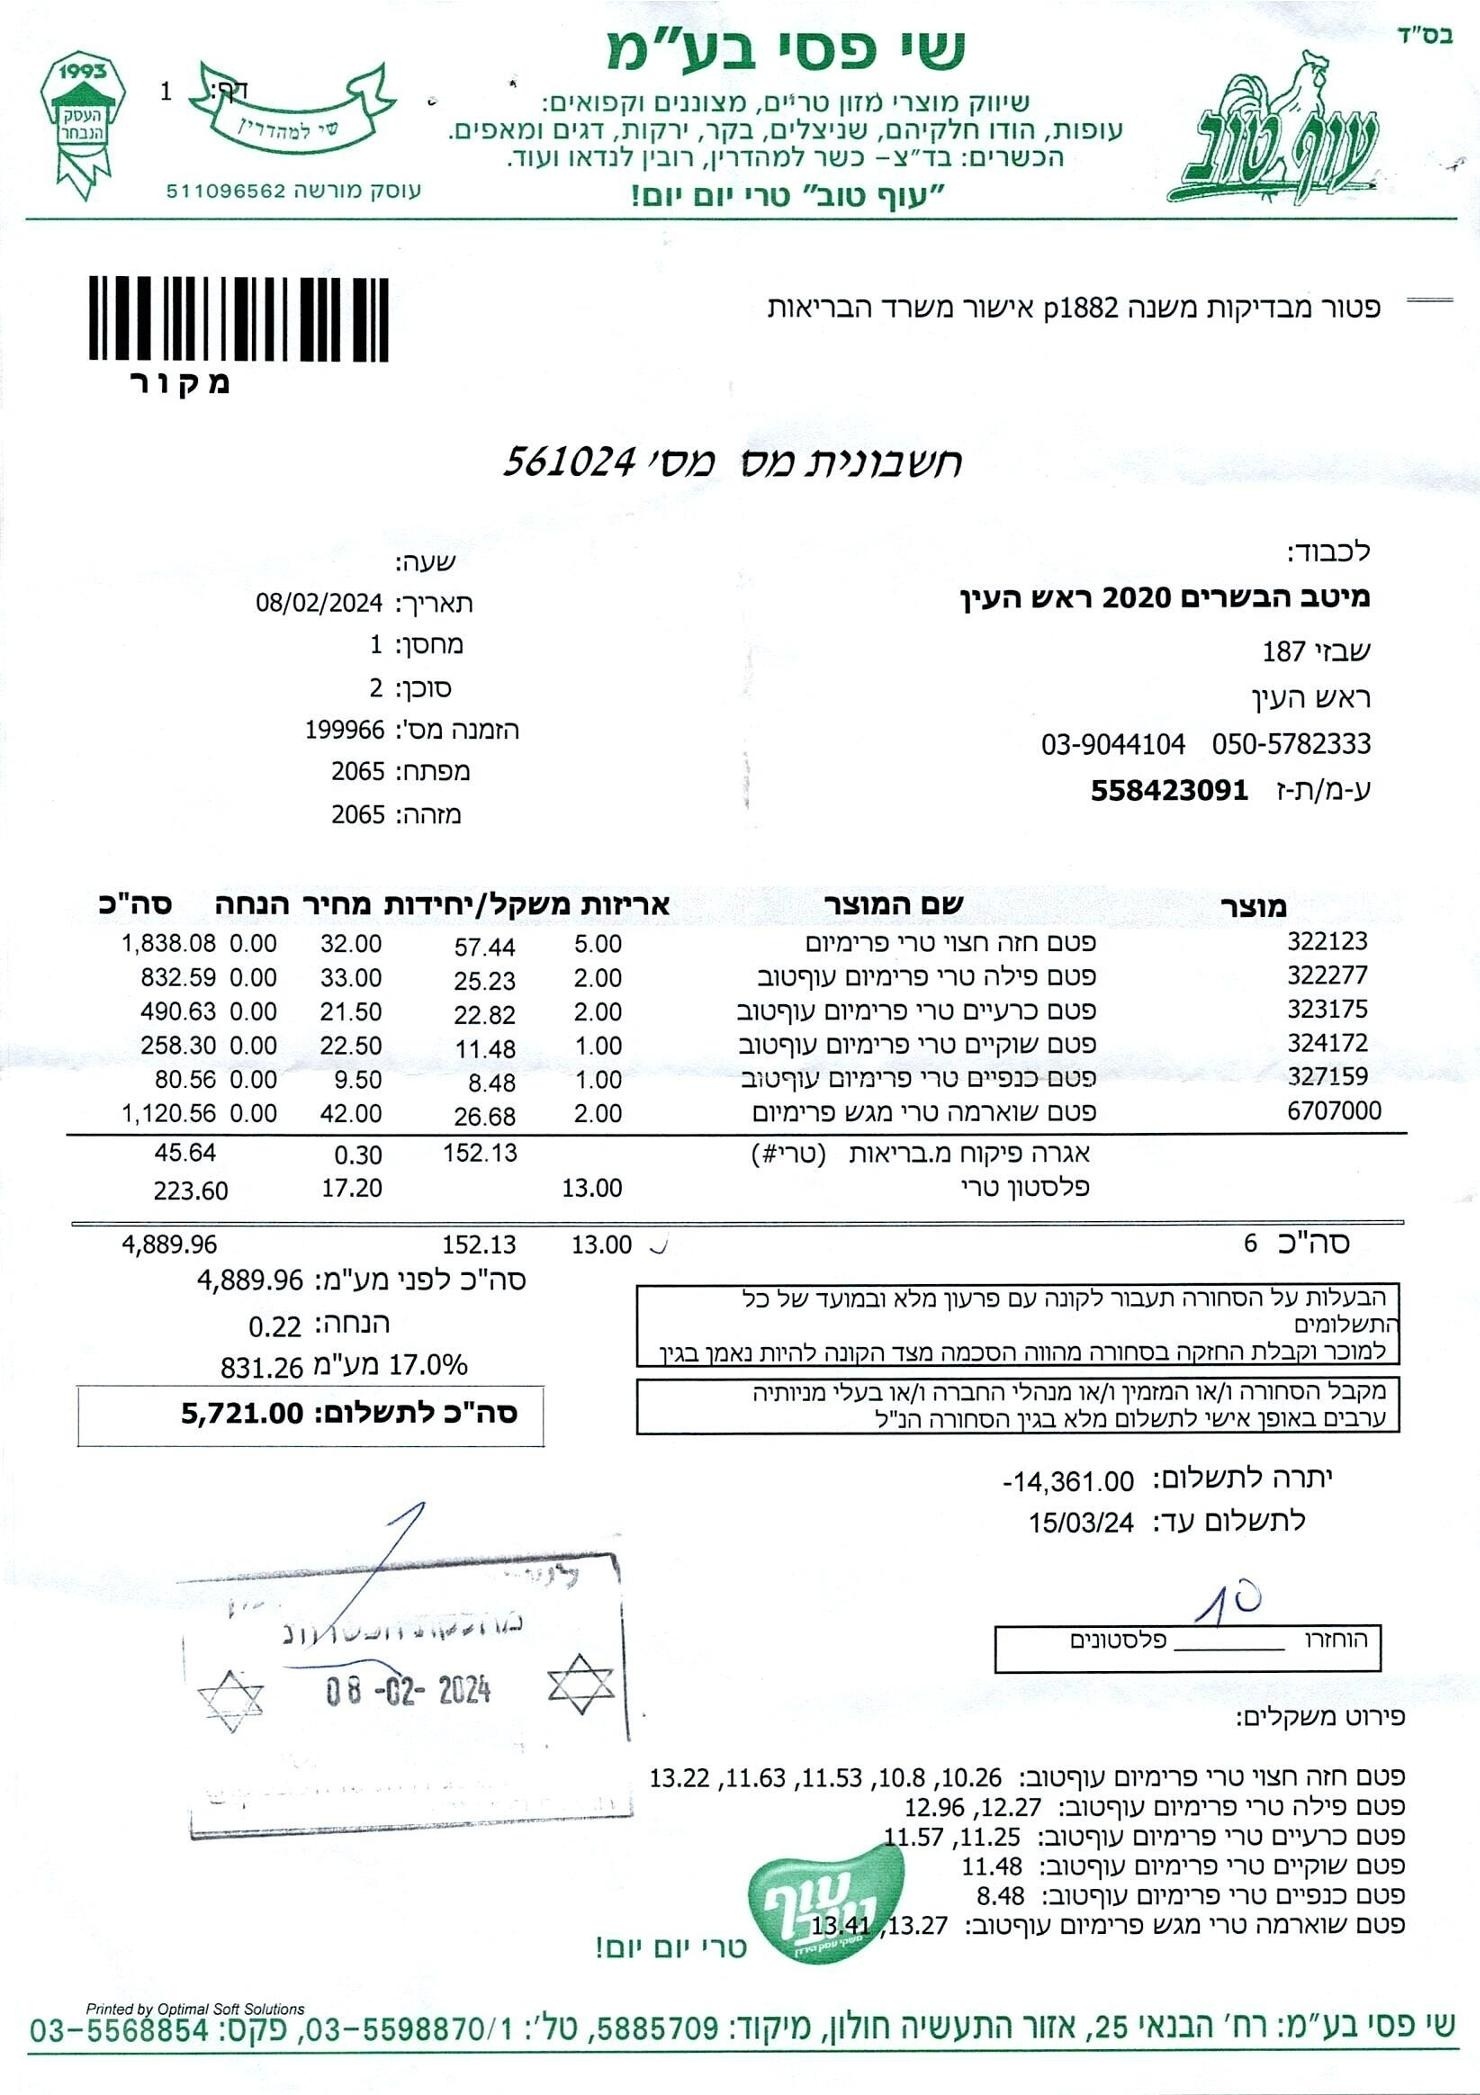 בס"ד
שי פסי בע"מ
שיווק מוצרי מזון טריים, מצוננים וקפואים:
עופות, הודו חלקיהם, שניצלים, בקר, ירקות, דגים ומאפים.
הכשרים: בד"צ – כשר למהדרין, רובין לנדאו ועוד.
"עוף טוב" טרי יום יום!
עוף טוב
דף: 1
שי למהדרין
1993
העסק
הנבחר
עוסק מורשה 511096562
פטור מבדיקות משנה p1882 אישור משרד הבריאות
מקור
חשבונית מס מס' 561024
לכבוד:
מיטב הבשרים 2020 ראש העין
שבזי 187
ראש העין
03-9044104 050-5782333
ע-מ/ת-ז 558423091
שעה:
תאריך: 08/02/2024
מחסן: 1
סוכן: 2
הזמנה מס': 199966
מפתח: 2065
מזהה: 2065
מוצר שם המוצר אריזות משקל/יחידות מחיר הנחה סה"כ
322123 פטם חזה חצוי טרי פרימיום 5.00 57.44 32.00 0.00 1,838.08
322277 פטם פילה טרי פרימיום עוףטוב 2.00 25.23 33.00 0.00 832.59
323175 פטם כרעיים טרי פרימיום עוףטוב 2.00 22.82 21.50 0.00 490.63
324172 פטם שוקיים טרי פרימיום עוףטוב 1.00 11.48 22.50 0.00 258.30
327159 פטם כנפיים טרי פרימיום עוףטוב 1.00 8.48 9.50 0.00 80.56
6707000 פטם שוארמה טרי מגש פרימיום 2.00 26.68 42.00 0.00 1,120.56
אגרה פיקוח מ.בריאות (טרי#) 152.13 0.30 45.64
פלסטון טרי 13.00 17.20 223.60
סה"כ 6 13.00 152.13 4,889.96
סה"כ לפני מע"מ: 4,889.96
הנחה: 0.22
17.0% מע"מ 831.26
סה"כ לתשלום: 5,721.00
הבעלות על הסחורה תעבור לקונה עם פרעון מלא ובמועד של כל
התשלומים
למוכר וקבלת החזקה בסחורה מהווה הסכמה מצד הקונה להיות נאמן בגין
מקבל הסחורה ו/או המזמין ו/או מנהלי החברה ו/או בעלי מניותיה
ערבים באופן אישי לתשלום מלא בגין הסחורה הנ"ל
יתרה לתשלום: 14,361.00-
לתשלום עד: 15/03/24
10
הוחזרו ________ פלסטונים
מחלקת הכשרות
08 -02- 2024
פירוט משקלים:
פטם חזה חצוי טרי פרימיום עוףטוב: 10.26, 10.8, 11.53, 11.63, 13.22
פטם פילה טרי פרימיום עוףטוב: 12.27, 12.96
פטם כרעיים טרי פרימיום עוףטוב: 11.25, 11.57
פטם שוקיים טרי פרימיום עוףטוב: 11.48
פטם כנפיים טרי פרימיום עוףטוב: 8.48
פטם שוארמה טרי מגש פרימיום עוףטוב: 13.27, 13.41
עוף
טוב
טרי יום יום!
Printed by Optimal Soft Solutions
שי פסי בע"מ: רח' הבנאי 25, אזור התעשיה חולון, מיקוד: 5885709, טל': 03-5598870/1, פקס: 03-5568854